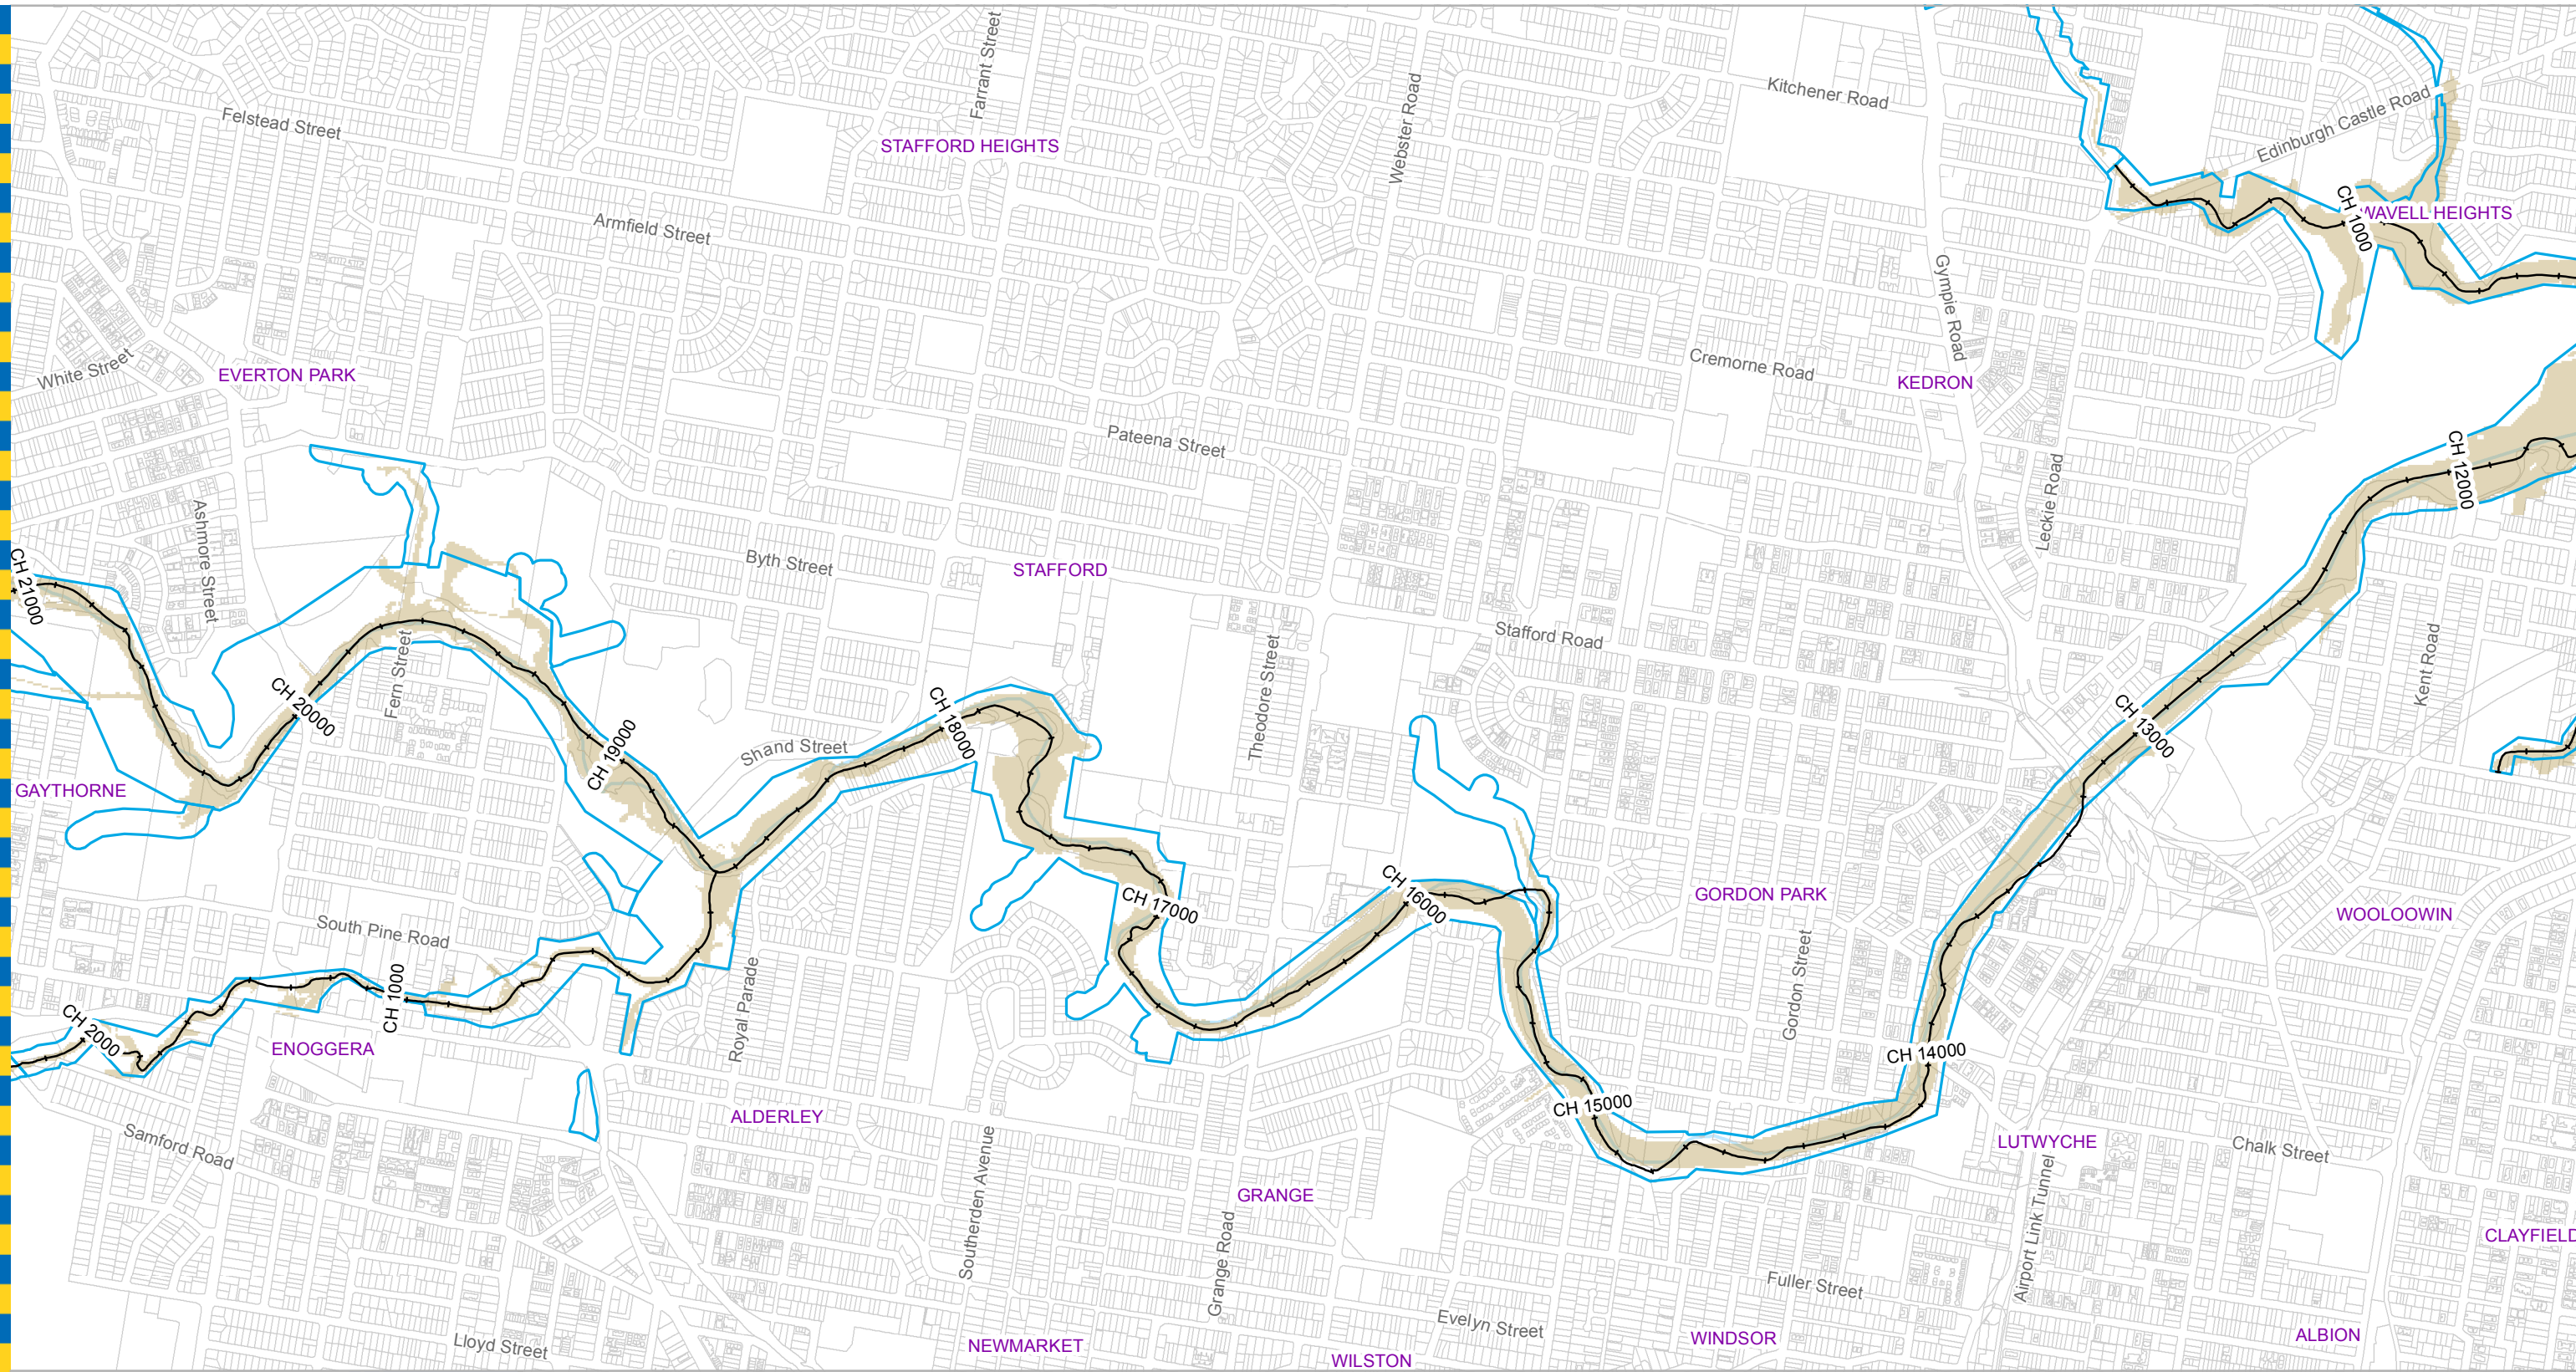 Farrant Street
Webster Road
Kitchener Road
Felstead Street
Edinburgh Castle Road
STAFFORD HEIGHTS
Armfield Street
CH 1000
WAVELL HEIGHTS
Gympie Road
White Street
EVERTON PARK
Cremorne Road
KEDRON
Pateena Street
Leckie Road
CH 12000
Ashmore Street
CH 21000
Byth Street
STAFFORD
Stafford Road
Theodore Street
Kent Road
Fern Street
CH 20000
CH 19000
Shand Street
CH 18000
CH 13000
GAYTHORNE
CH 17000
CH 16000
GORDON PARK
WOOLOOWIN
South Pine Road
CH 1000
Gordon Street
CH 2000
ENOGGERA
Royal Parade
CH 14000
CH 15000
ALDERLEY
Samford Road
Southerden Avenue
LUTWYCHE
Chalk Street
GRANGE
Grange Road
Airport Link Tunnel
CLAYFIELD
Fuller Street
Evelyn Street
Lloyd Street
NEWMARKET
WILSTON
WINDSOR
ALBION